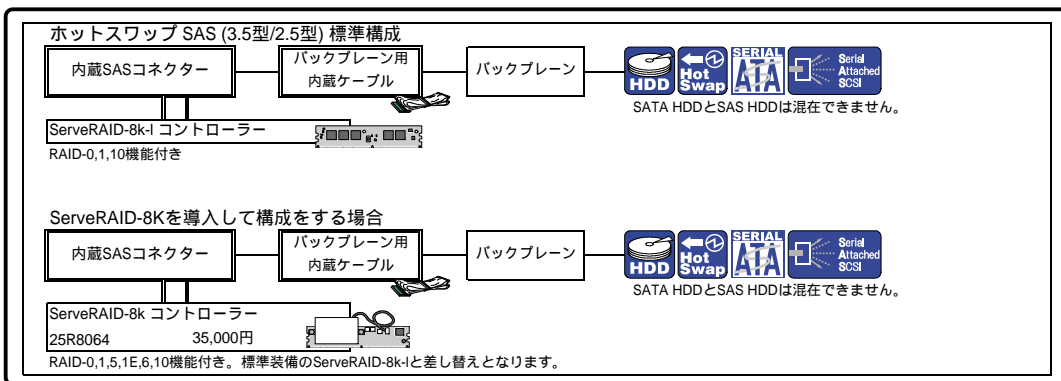 ホットスワップ SAS (3.5型/2.5型) 標準構成
内蔵SASコネクター
バックプレーン用
内蔵ケーブル
バックプレーン
HDD
Hot
Swap
SERIAL
ATA
Serial
Attached
SCSI
SATA HDDとSAS HDDは混在できません。
ServeRAID-8k-l コントローラー
RAID-0,1,10機能付き
ServeRAID-8Kを導入して構成をする場合
内蔵SASコネクター
バックプレーン用
内蔵ケーブル
バックプレーン
HDD
Hot
Swap
SERIAL
ATA
Serial
Attached
SCSI
SATA HDDとSAS HDDは混在できません。
ServeRAID-8k コントローラー
25R8064 35,000円
RAID-0,1,5,1E,6,10機能付き。標準装備のServeRAID-8k-lと差し替えとなります。